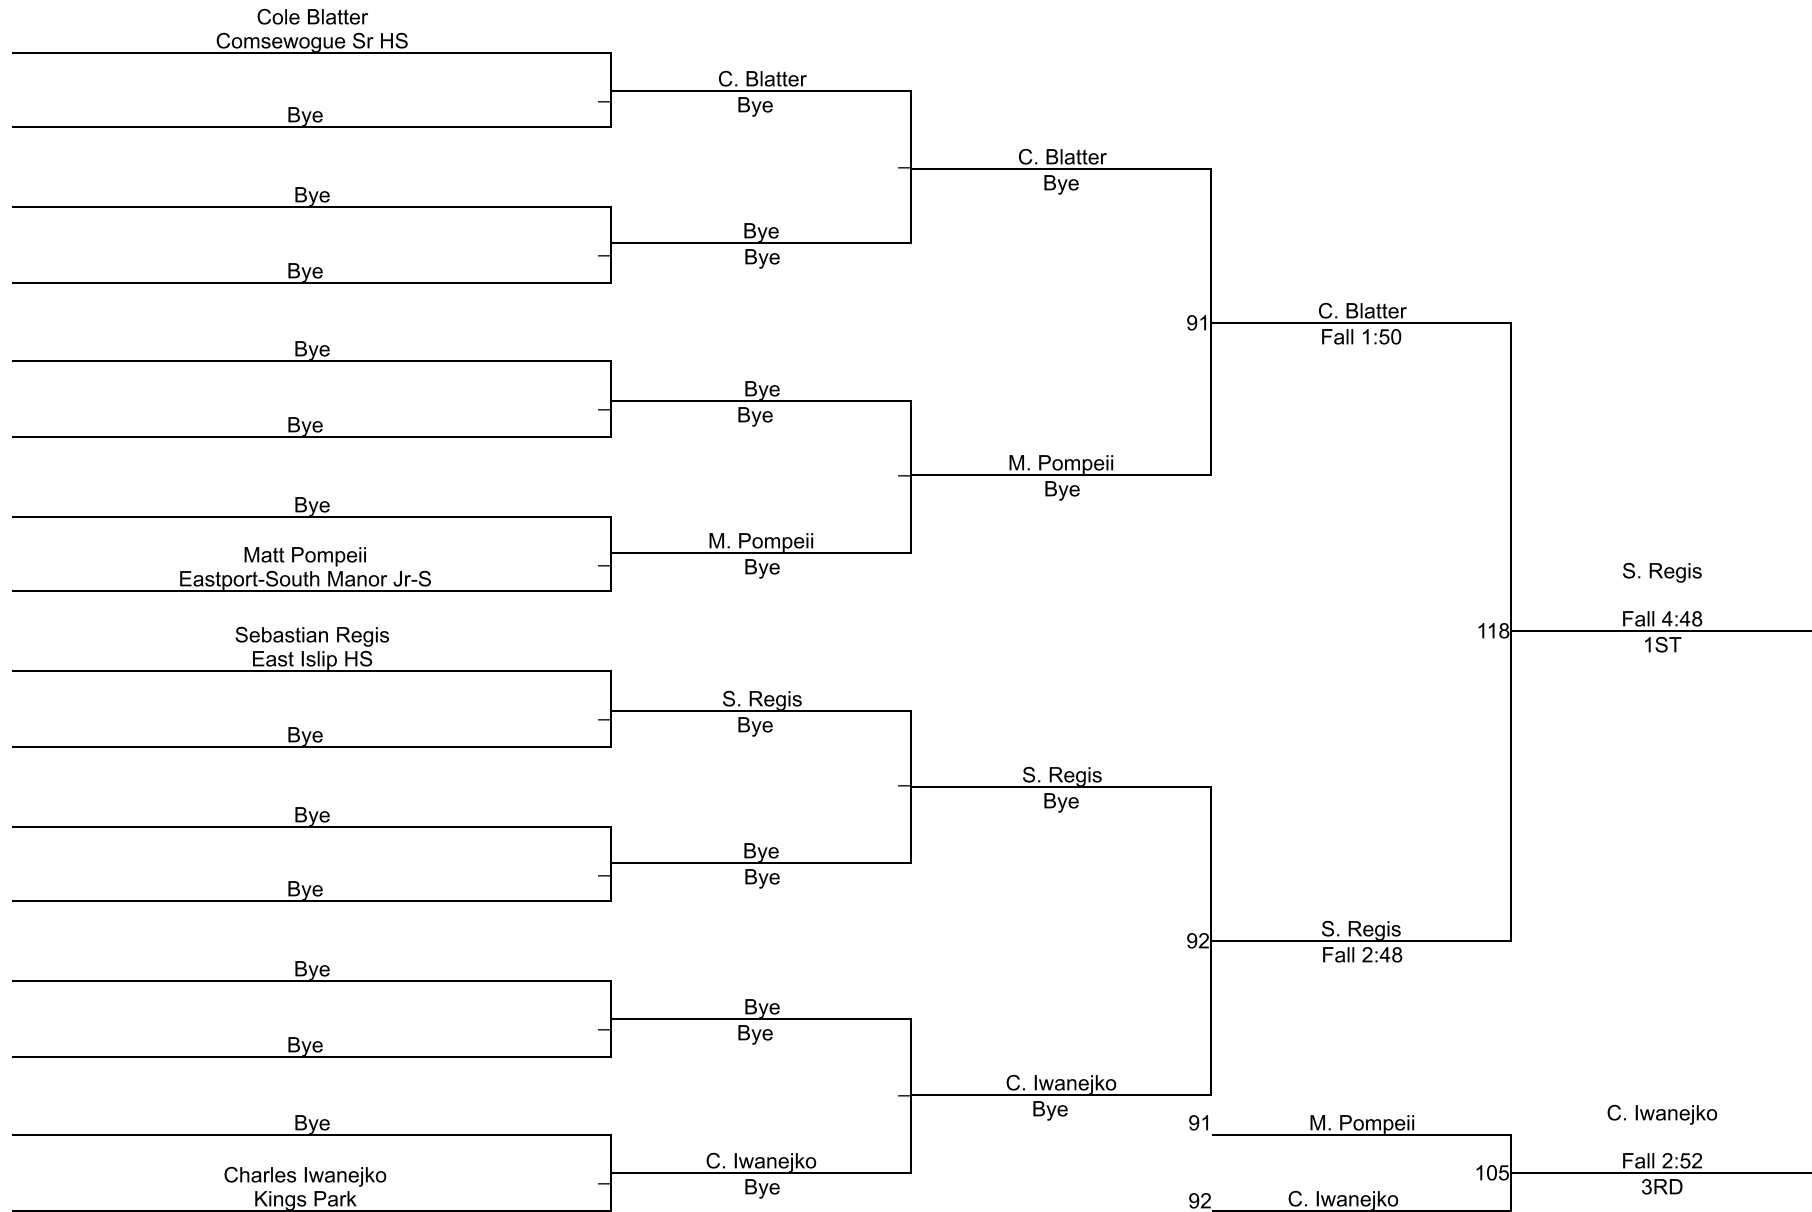 Cole Blatter
Comsewogue Sr HS
Bye
Bye
Bye
Bye
Bye
Bye
Matt Pompeii
Eastport-South Manor Jr-S
Sebastian Regis
East Islip HS
Bye
Bye
Bye
Bye
Bye
Bye
Charles Iwanejko
Kings Park
C. Blatter
Bye
Bye
Bye
Bye
Bye
M. Pompeii
Bye
S. Regis
Bye
Bye
Bye
Bye
Bye
C. Iwanejko
Bye
C. Blatter
Bye
M. Pompeii
Bye
S. Regis
Bye
C. Iwanejko
Bye
91
C. Blatter
Fall 1:50
92
S. Regis
Fall 2:48
118
S. Regis
Fall 4:48
1ST
91
M. Pompeii
92
C. Iwanejko
105
C. Iwanejko
Fall 2:52
3RD